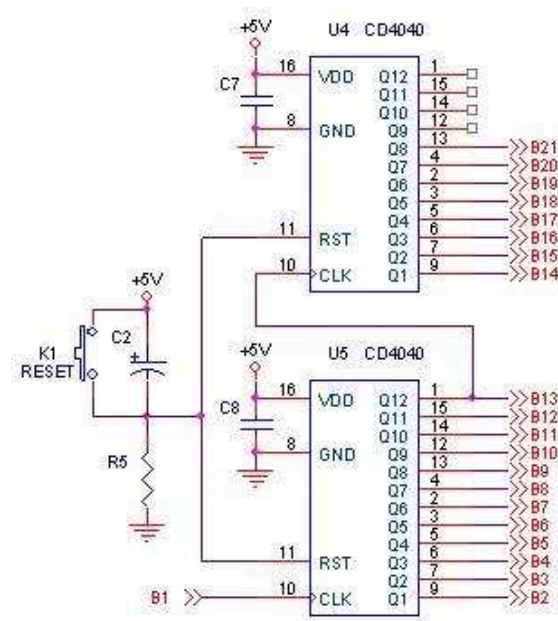 U4 CD4040
+5V
C7
16 VDD Q12 1
Q11 15
Q10 14
Q9 12
8 GND Q8 13 B21
Q7 4 B20
Q6 2 B19
Q5 3 B18
Q4 5 B17
11 RST Q3 6 B16
Q2 7 B15
10 CLK Q1 9 B14
+5V
K1
RESET
C2
+
R5
U5 CD4040
+5V
C8
16 VDD Q12 1 B13
Q11 15 B12
Q10 14 B11
8 GND Q9 12 B10
Q8 13 B9
Q7 4 B8
Q6 2 B7
Q5 3 B6
Q4 5 B5
11 RST Q3 6 B4
Q2 7 B3
B1 10 CLK Q1 9 B2